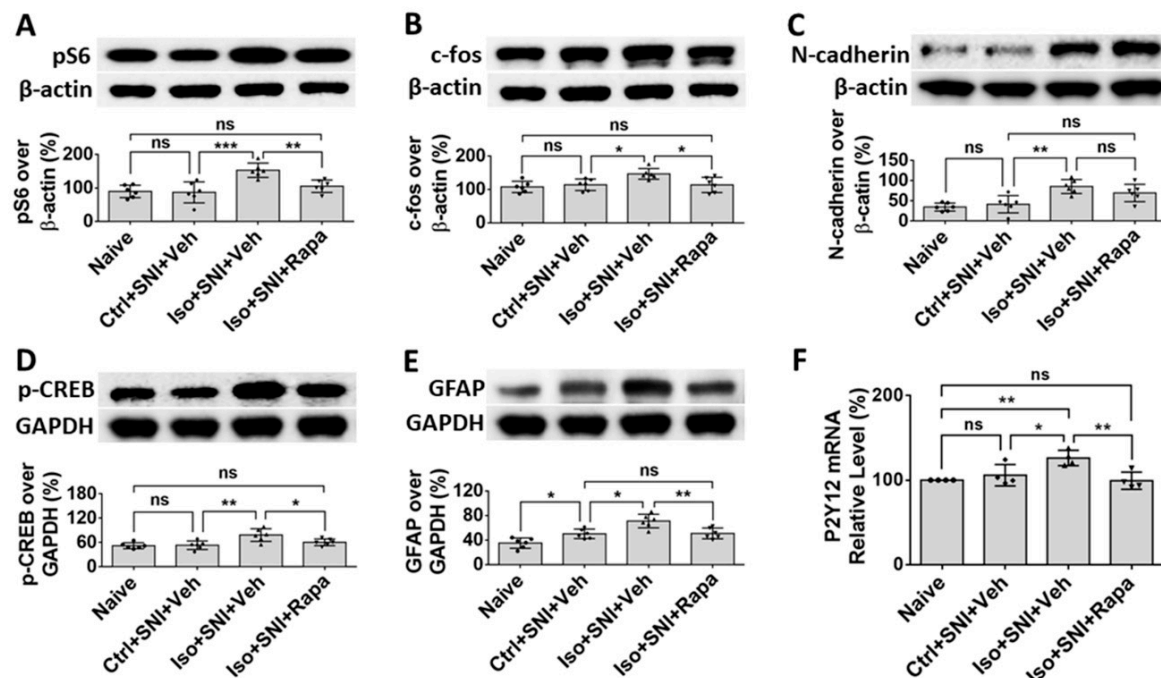 A
pS6
β-actin
ns
ns
***
**
pS6 over
β-actin (%)
200
100
0
Naive
Ctrl+SNI+Veh
Iso+SNI+Veh
Iso+SNI+Rapa
B
c-fos
β-actin
ns
ns
*
*
c-fos over
β-actin (%)
200
100
0
Naive
Ctrl+SNI+Veh
Iso+SNI+Veh
Iso+SNI+Rapa
C
N-cadherin
β-actin
ns
ns
**
ns
N-cadherin over
β-catin (%)
150
100
50
0
Naive
Ctrl+SNI+Veh
Iso+SNI+Veh
Iso+SNI+Rapa
D
p-CREB
GAPDH
ns
ns
**
*
p-CREB over
GAPDH (%)
180
120
60
0
Naive
Ctrl+SNI+Veh
Iso+SNI+Veh
Iso+SNI+Rapa
E
GFAP
GAPDH
ns
*
*
**
GFAP over
GAPDH (%)
120
80
40
0
Naive
Ctrl+SNI+Veh
Iso+SNI+Veh
Iso+SNI+Rapa
F
ns
**
ns
*
**
P2Y12 mRNA
Relative Level (%)
200
100
0
Naive
Ctrl+SNI+Veh
Iso+SNI+Veh
Iso+SNI+Rapa